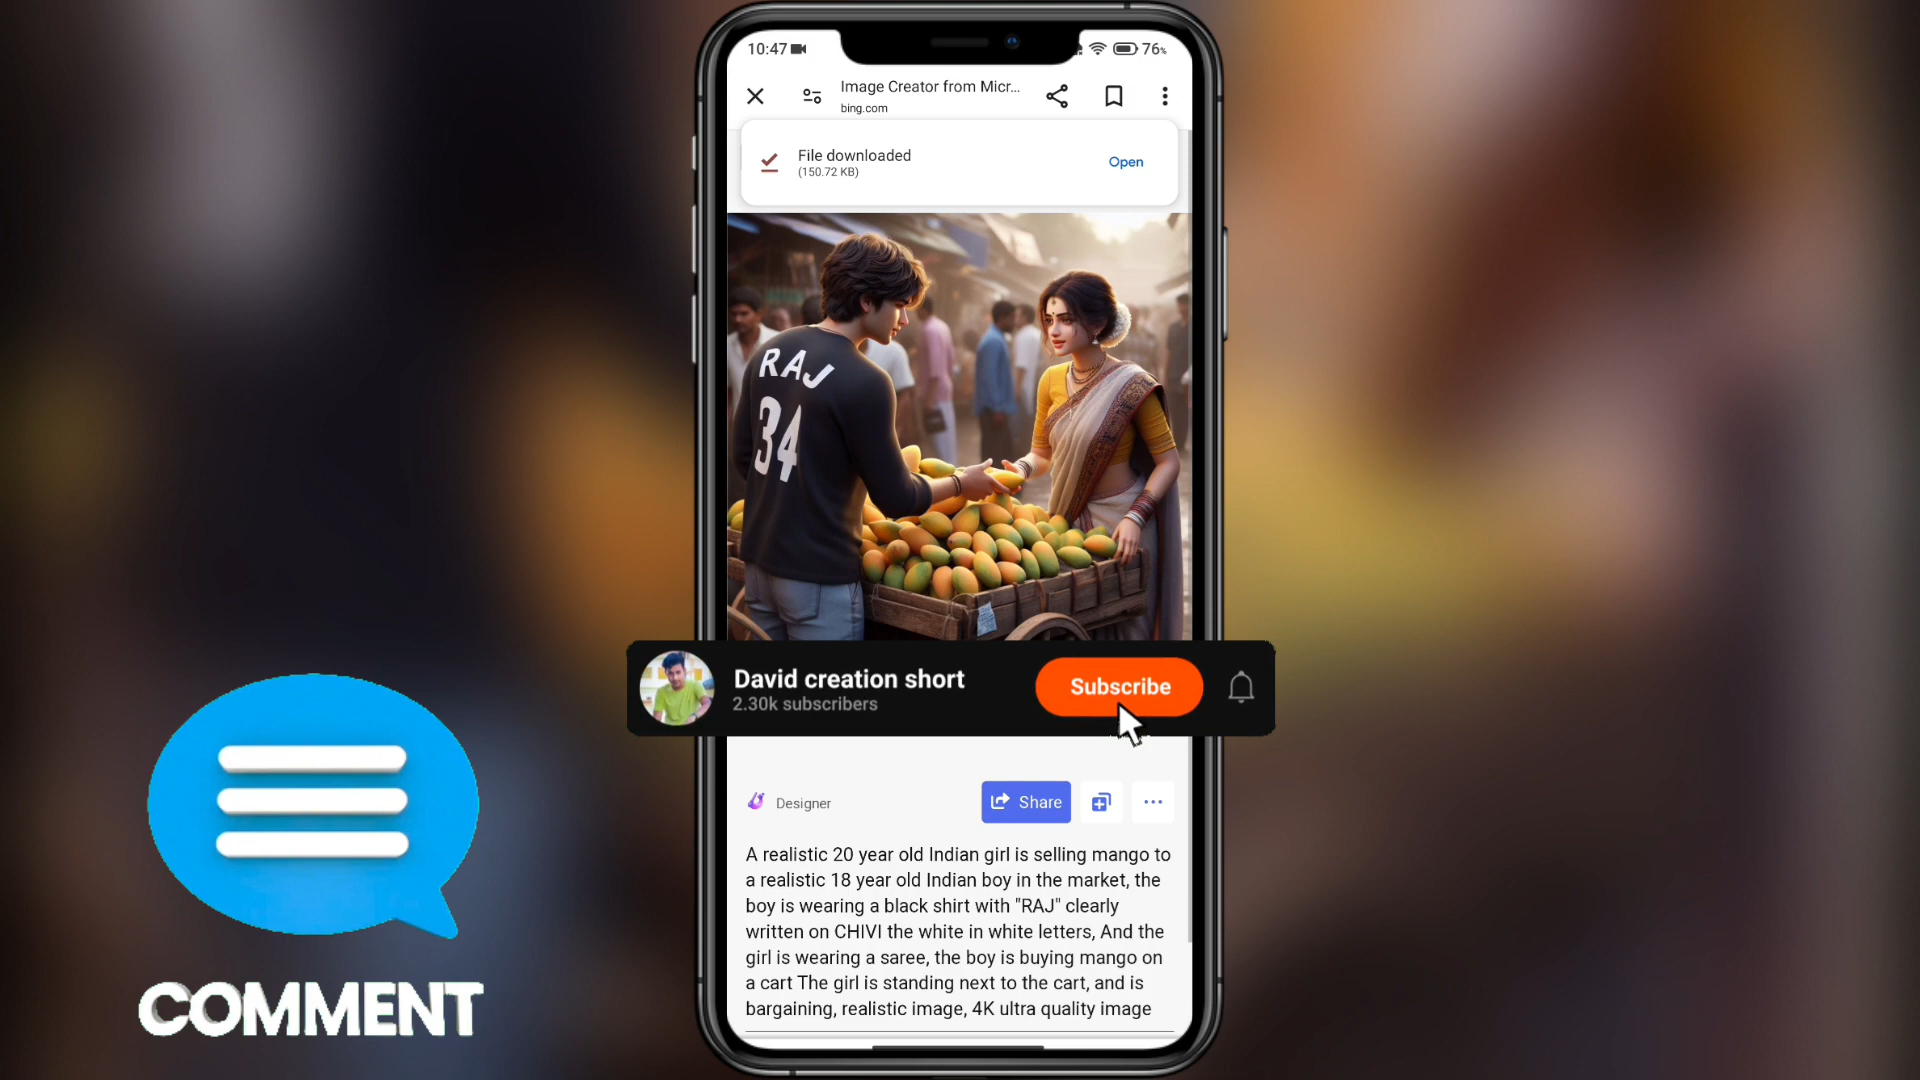 10:47
76%
Image Creator from Micr...
bing.com
File downloaded
(150.72 KB)
Open
RAJ
34
David creation short
2.30k subscribers
Subscribe
Designer
Share
A realistic 20 year old Indian girl is selling mango to
a realistic 18 year old Indian boy in the market, the
boy is wearing a black shirt with "RAJ" clearly
written on CHIVI the white in white letters, And the
girl is wearing a saree, the boy is buying mango on
a cart The girl is standing next to the cart, and is
bargaining, realistic image, 4K ultra quality image
COMMENT